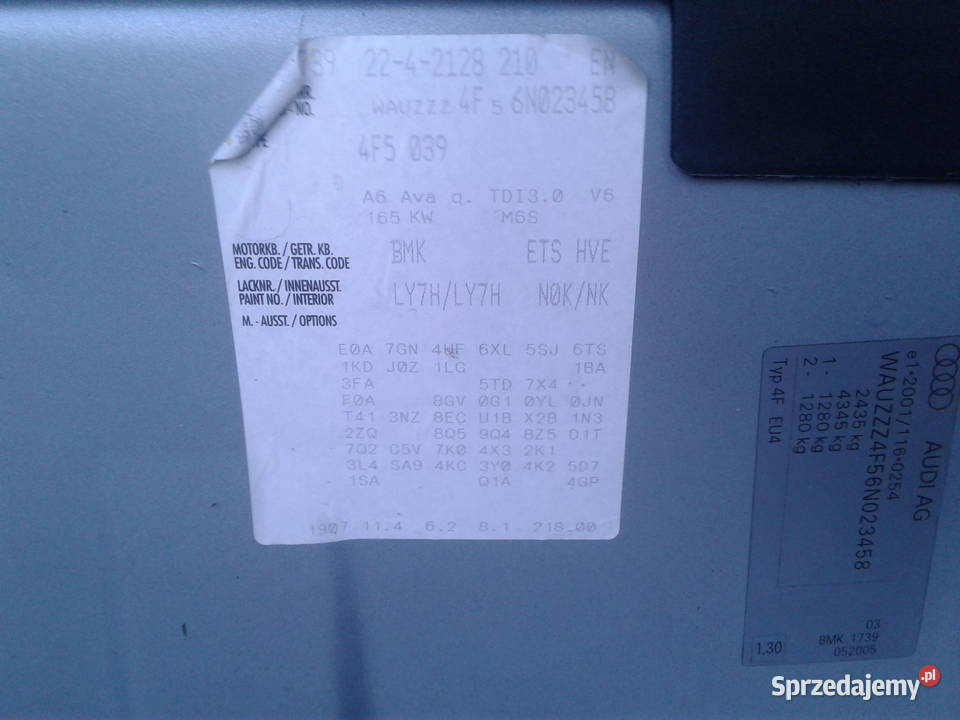 39 22-4-2128 210 EN
NR.
-NO. WAUZZZ 4F 5 6N023458
4F5 039
A6 Ava q. TDI3.0 V6
165 KW M6S
MOTORKB. / GETR. KB.
ENG. CODE / TRANS. CODE BMK ETS HVE
LACKNR. / INNENAUSST.
PAINT NO. / INTERIOR LY7H/LY7H N0K/NK
M. - AUSST. / OPTIONS
E0A 7GN 4UF 6XL 5SJ 6TS
1KD J0Z 1LG 1BA
3FA 5TD 7X4
F0A 8GV 0G1 0YL 0JN
T41 3NZ 8EC U1B X2B 1N3
2ZQ 8Q5 9Q4 8Z5 D1T
7Q2 C5V 7K0 4X3 2K1
3L4 SA9 4KC 3Y0 4K2 5D7
1SA Q1A 4GP
1907 11.4 6.2 8.1 218.00
AUDI AG
e1*2001/116*0254
WAUZZZ4F56N023458
2435 kg
4345 kg
1 - 1280 kg
2 - 1280 kg
Typ 4F EU4
03
BMK 1739
052005
1,30
Sprzedajemy.pl